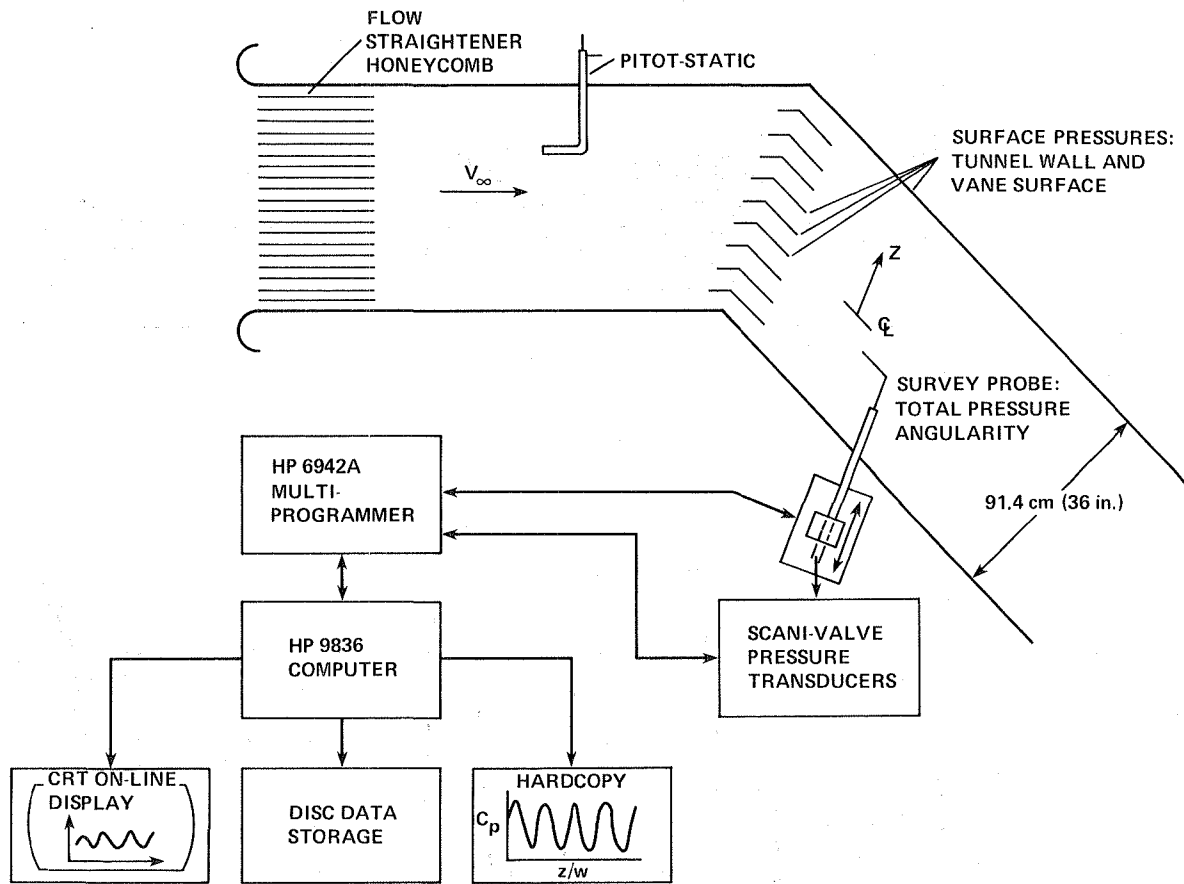 FLOW
STRAIGHTENER
HONEYCOMB
PITOT-STATIC
V∞
SURFACE PRESSURES:
TUNNEL WALL AND
VANE SURFACE
Z
℄
SURVEY PROBE:
TOTAL PRESSURE
ANGULARITY
91.4 cm (36 in.)
HP 6942A
MULTI-
PROGRAMMER
HP 9836
COMPUTER
SCANI-VALVE
PRESSURE
TRANSDUCERS
CRT ON-LINE
DISPLAY
DISC DATA
STORAGE
HARDCOPY
Cp
z/w